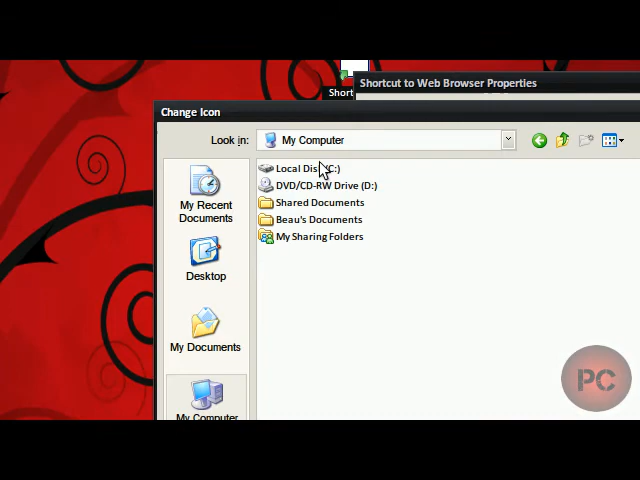 Shortcut to Web Browser Properties
Short
Change Icon
Look in:
My Computer
Local Disk (C:)
DVD/CD-RW Drive (D:)
Shared Documents
Beau's Documents
My Sharing Folders
My Recent
Documents
Desktop
My Documents
My Computer
PC